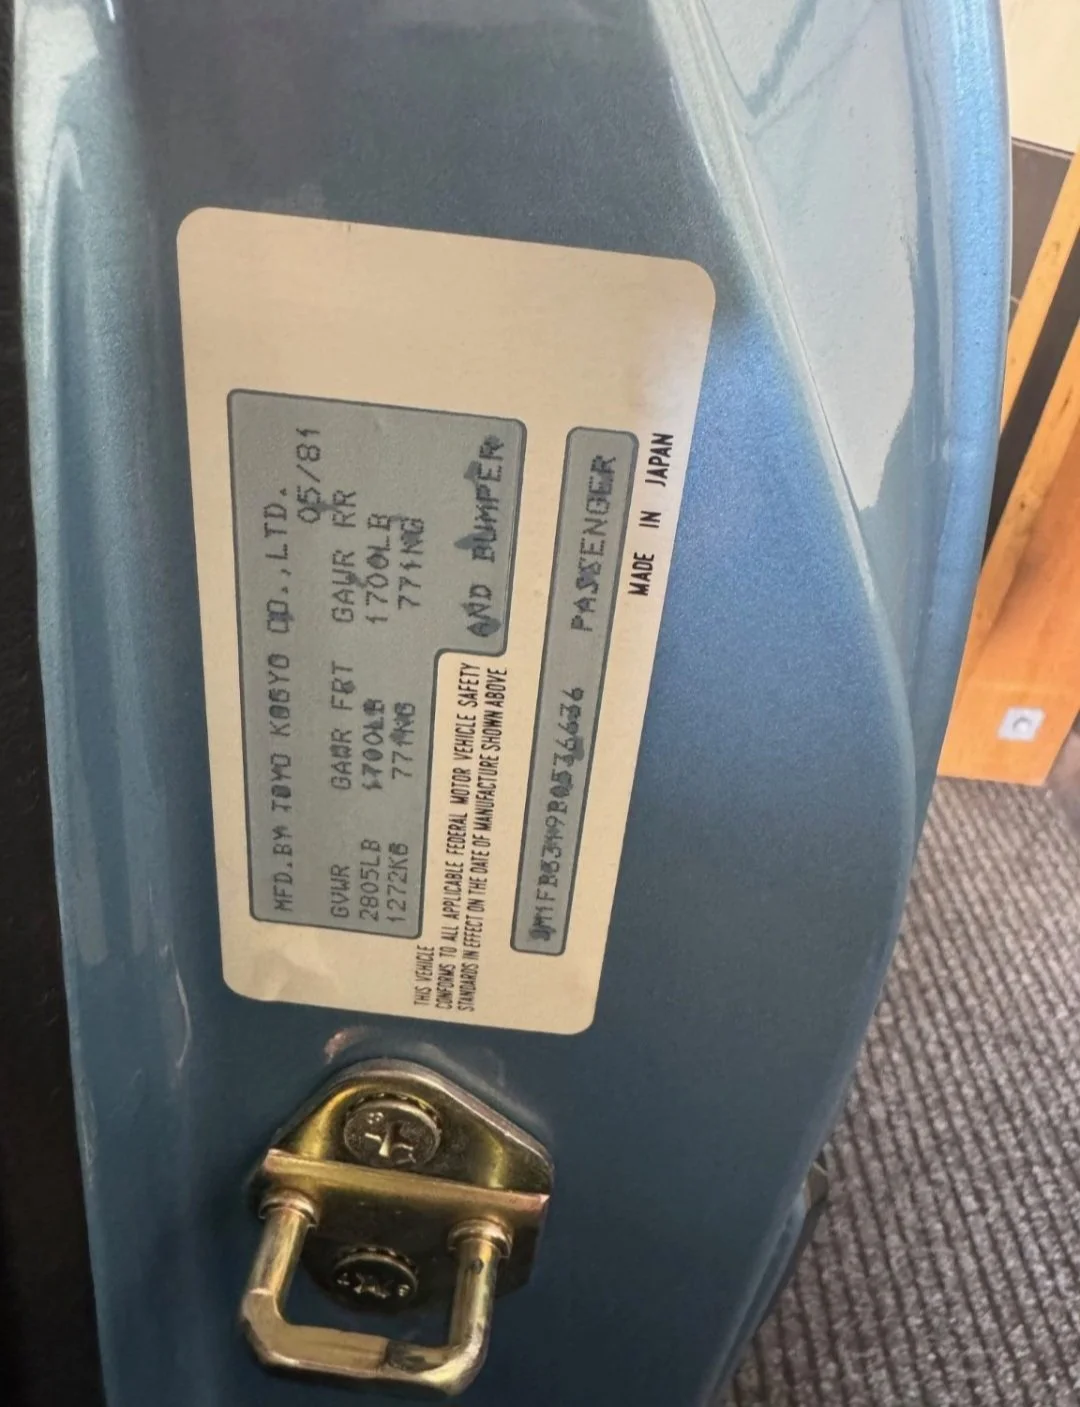 MFD.BY TOYO KOGYO CO.,LTD.
05/81
GVWR GAWR FRT GAWR RR
2805LB 1700LB 1700LB
1272KG 771KG 771KG
THIS VEHICLE
CONFORMS TO ALL APPLICABLE FEDERAL MOTOR VEHICLE SAFETY AND BUMPER
STANDARDS IN EFFECT ON THE DATE OF MANUFACTURE SHOWN ABOVE
PASSENGER
MADE IN JAPAN